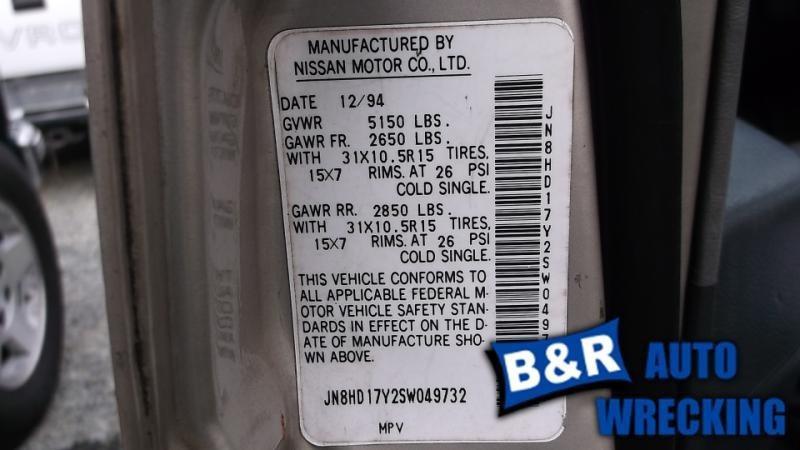 MANUFACTURED BY
NISSAN MOTOR CO., LTD.
DATE 12/94
GVWR 5150 LBS.
GAWR FR. 2650 LBS.
WITH 31X10.5R15 TIRES,
15X7 RIMS. AT 26 PSI
COLD SINGLE.
GAWR RR. 2850 LBS.
WITH 31X10.5R15 TIRES,
15X7 RIMS. AT 26 PSI
COLD SINGLE.
THIS VEHICLE CONFORMS TO
ALL APPLICABLE FEDERAL M-
OTOR VEHICLE SAFETY STAN-
DARDS IN EFFECT ON THE D-
ATE OF MANUFACTURE SHO-
WN ABOVE.
JN8HD17Y2SW049732
MPV
JN8HD17Y2SW049
B&R AUTO
WRECKING